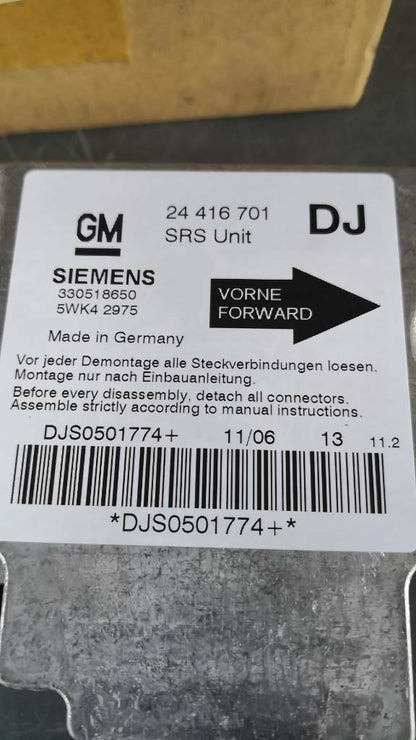 GM
24 416 701
SRS Unit
DJ
SIEMENS
330518650
5WK4 2975
VORNE
FORWARD
Made in Germany
Vor jeder Demontage alle Steckverbindungen loesen.
Montage nur nach Einbauanleitung.
Before every disassembly, detach all connectors.
Assemble strictly according to manual instructions.
DJS0501774+ 11/06 13 11.2
*DJS0501774+*